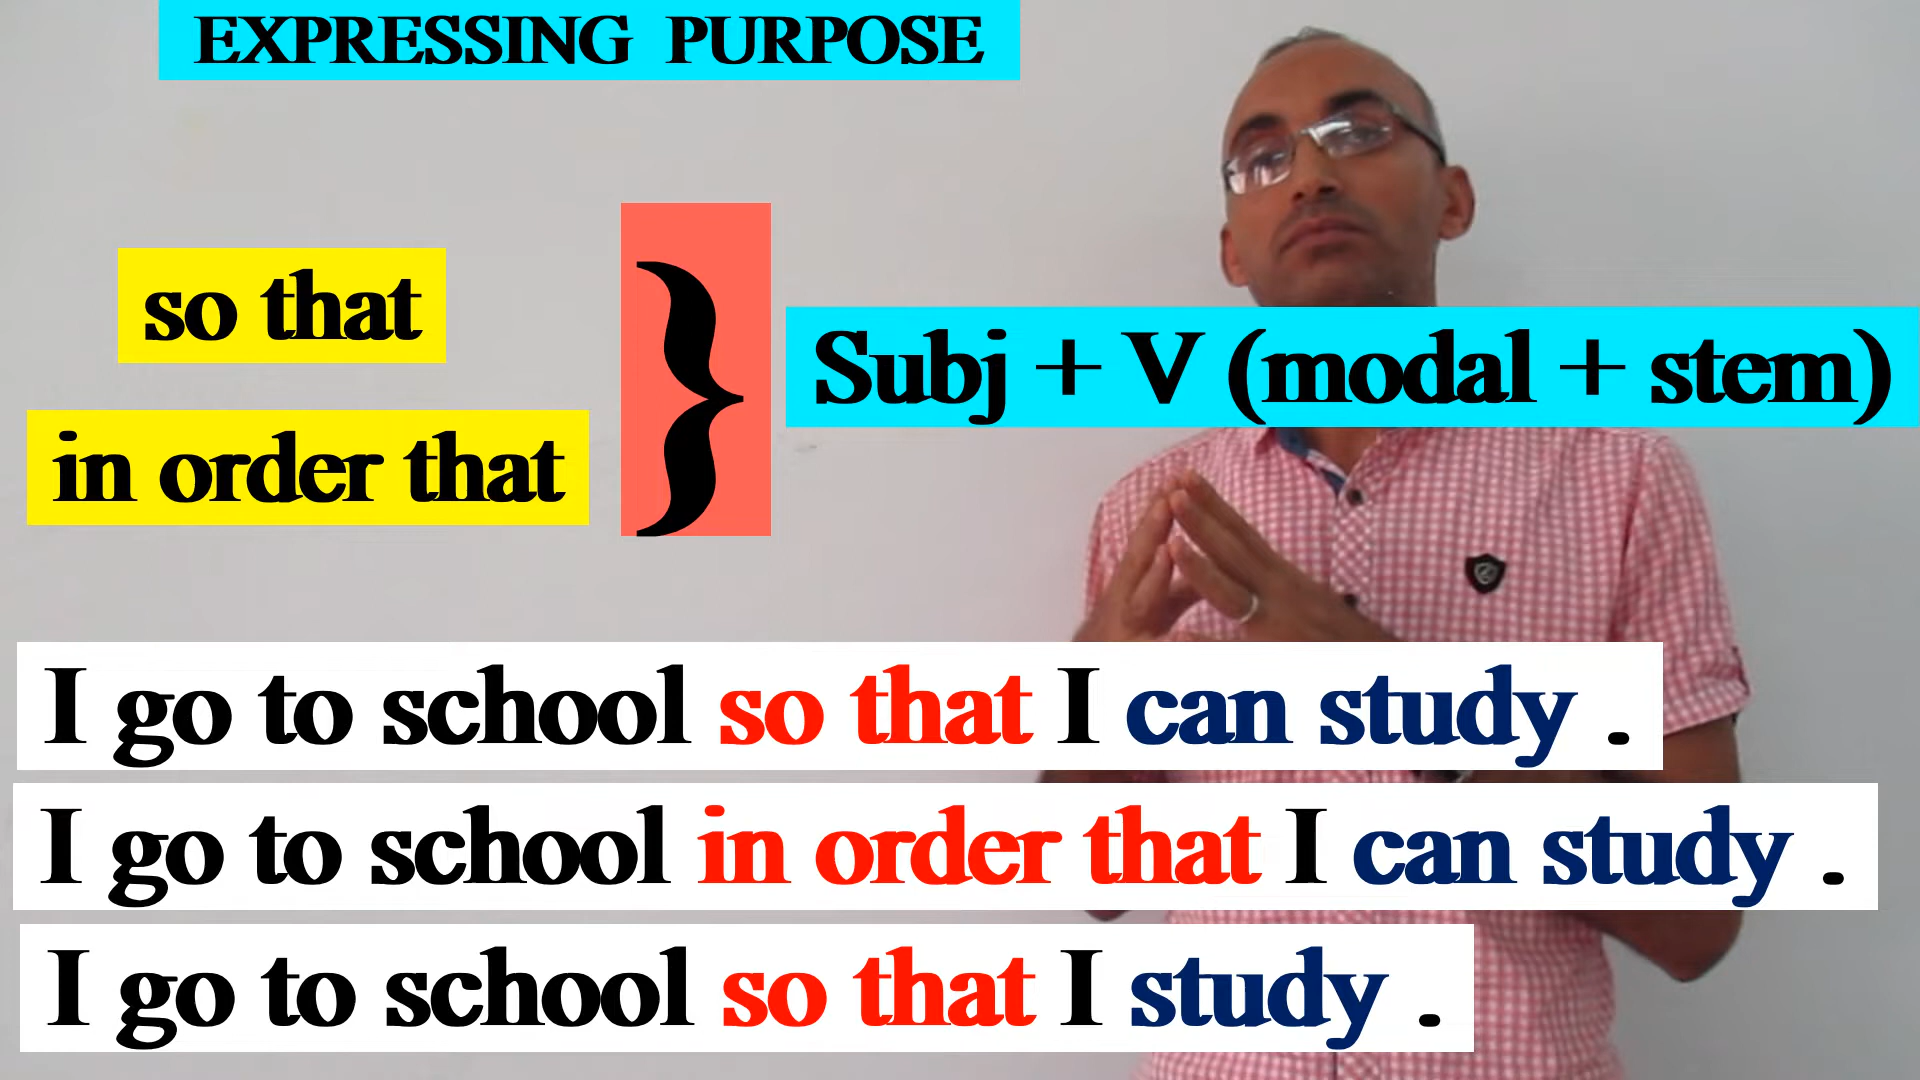 EXPRESSING PURPOSE
so that
in order that
}
Subj + V (modal + stem)
I go to school so that I can study .
I go to school in order that I can study .
I go to school so that I study .